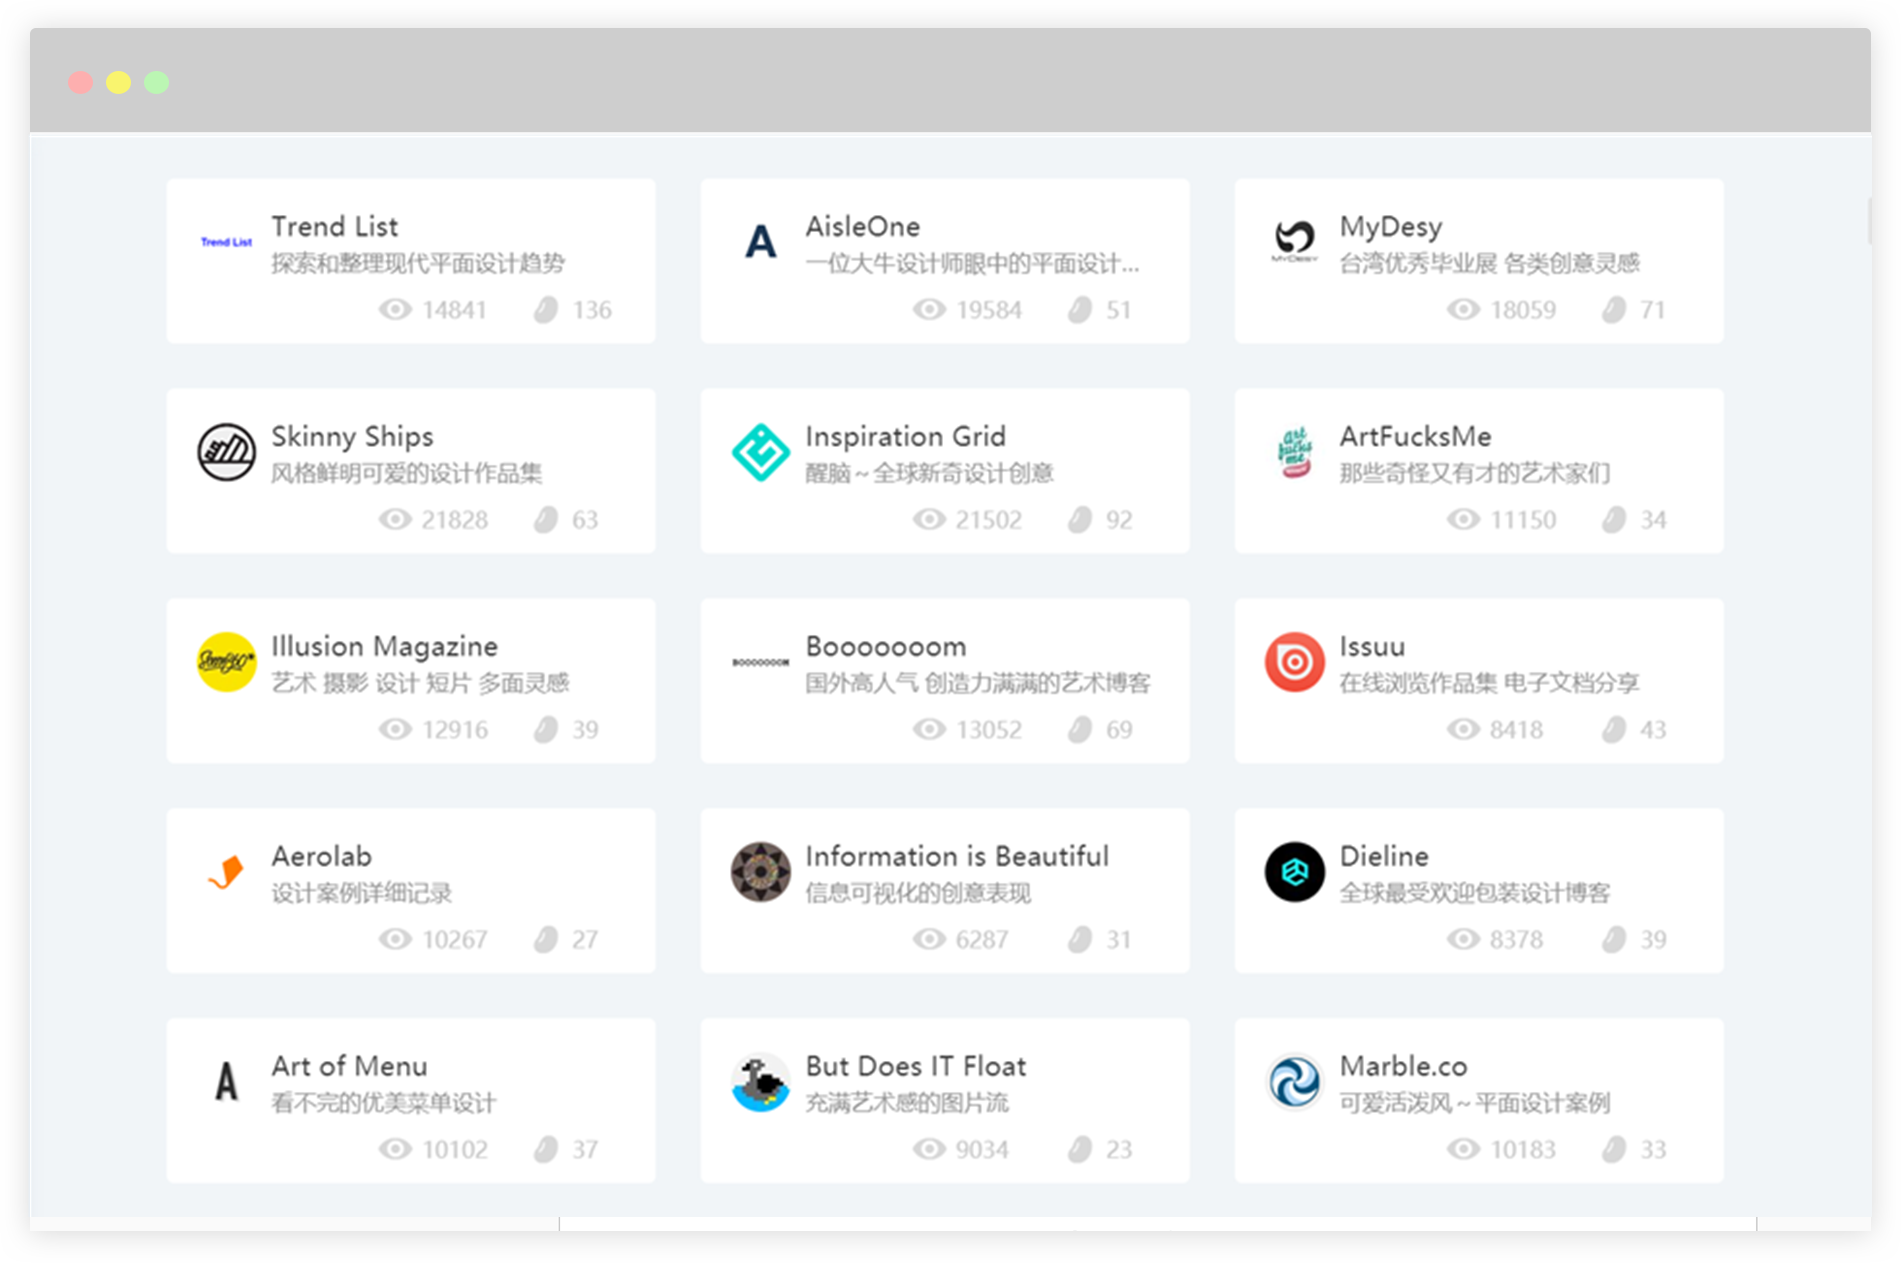 Trend List
Trend List
探索和整理现代平面设计趋势
14841 136
A
AisleOne
一位大牛设计师眼中的平面设计...
19584 51
MYDESY
MyDesy
台湾优秀毕业展 各类创意灵感
18059 71
Skinny Ships
风格鲜明可爱的设计作品集
21828 63
Inspiration Grid
醒脑～全球新奇设计创意
21502 92
Art fucks me
ArtFucksMe
那些奇怪又有才的艺术家们
11150 34
Illusion Magazine
艺术 摄影 设计 短片 多面灵感
12916 39
BOOOOOOOM
Booooooom
国外高人气 创造力满满的艺术博客
13052 69
Issuu
在线浏览作品集 电子文档分享
8418 43
Aerolab
设计案例详细记录
10267 27
Information is Beautiful
信息可视化的创意表现
6287 31
Dieline
全球最受欢迎包装设计博客
8378 39
A
Art of Menu
看不完的优美菜单设计
10102 37
But Does IT Float
充满艺术感的图片流
9034 23
Marble.co
可爱活泼风～平面设计案例
10183 33